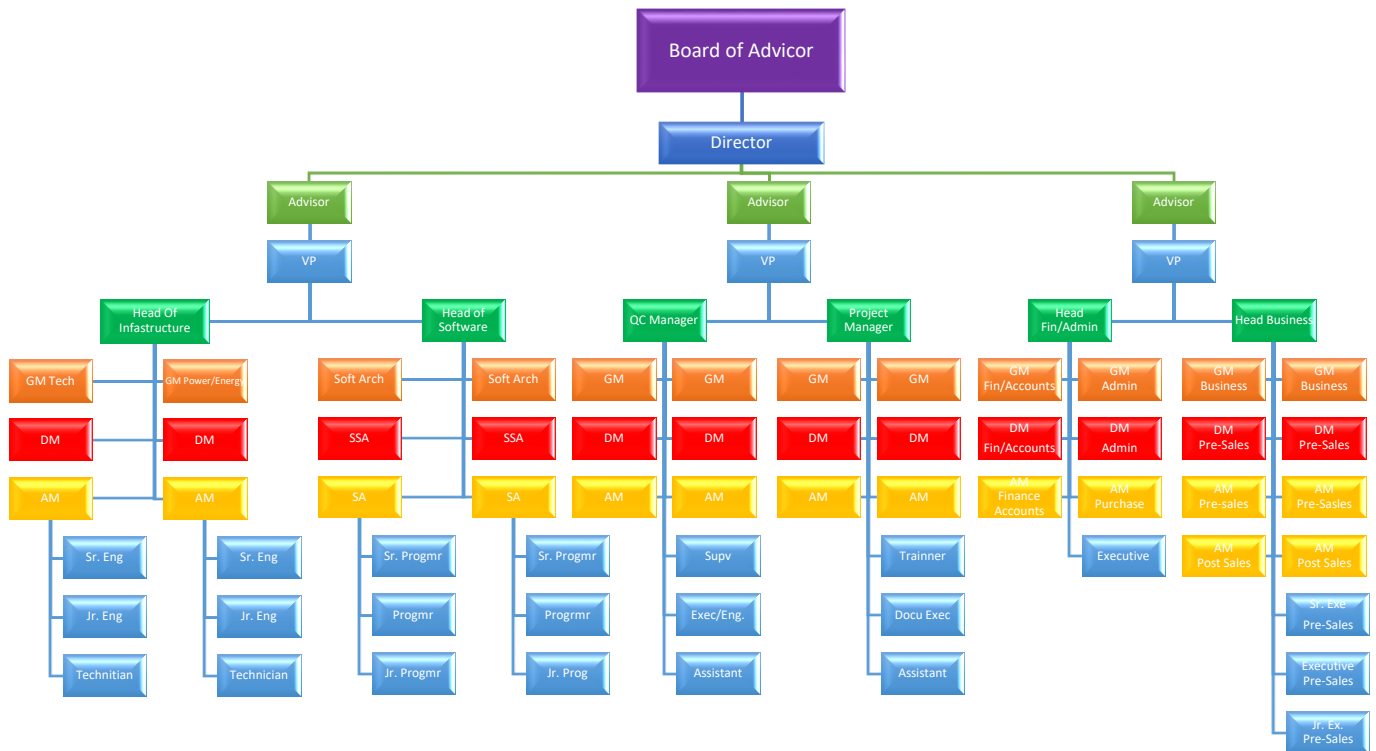 Board of Advicor
Director
Advisor
Advisor
Advisor
VP
VP
VP
Head Of
Infastructure
Head of
Software
QC Manager
Project
Manager
Head
Fin/Admin
Head Business
GM Tech
GM Power/Energy
Soft Arch
Soft Arch
GM
GM
GM
GM
GM
Fin/Accounts
GM
Admin
GM
Business
GM
Business
DM
DM
SSA
SSA
DM
DM
DM
DM
DM
Fin/Accounts
DM
Admin
DM
Pre-Sales
DM
Pre-Sales
AM
AM
SA
SA
AM
AM
AM
AM
AM
Finance
Accounts
AM
Purchase
AM
Pre-sales
AM
Pre-Sasles
Sr. Eng
Sr. Eng
Sr. Progmr
Sr. Progmr
Supv
Trainner
Executive
AM
Post Sales
AM
Post Sales
Jr. Eng
Jr. Eng
Progmr
Progrmr
Exec/Eng.
Docu Exec
Sr. Exe
Pre-Sales
Technitian
Technician
Jr. Progmr
Jr. Prog
Assistant
Assistant
Executive
Pre-Sales
Jr. Ex.
Pre-Sales